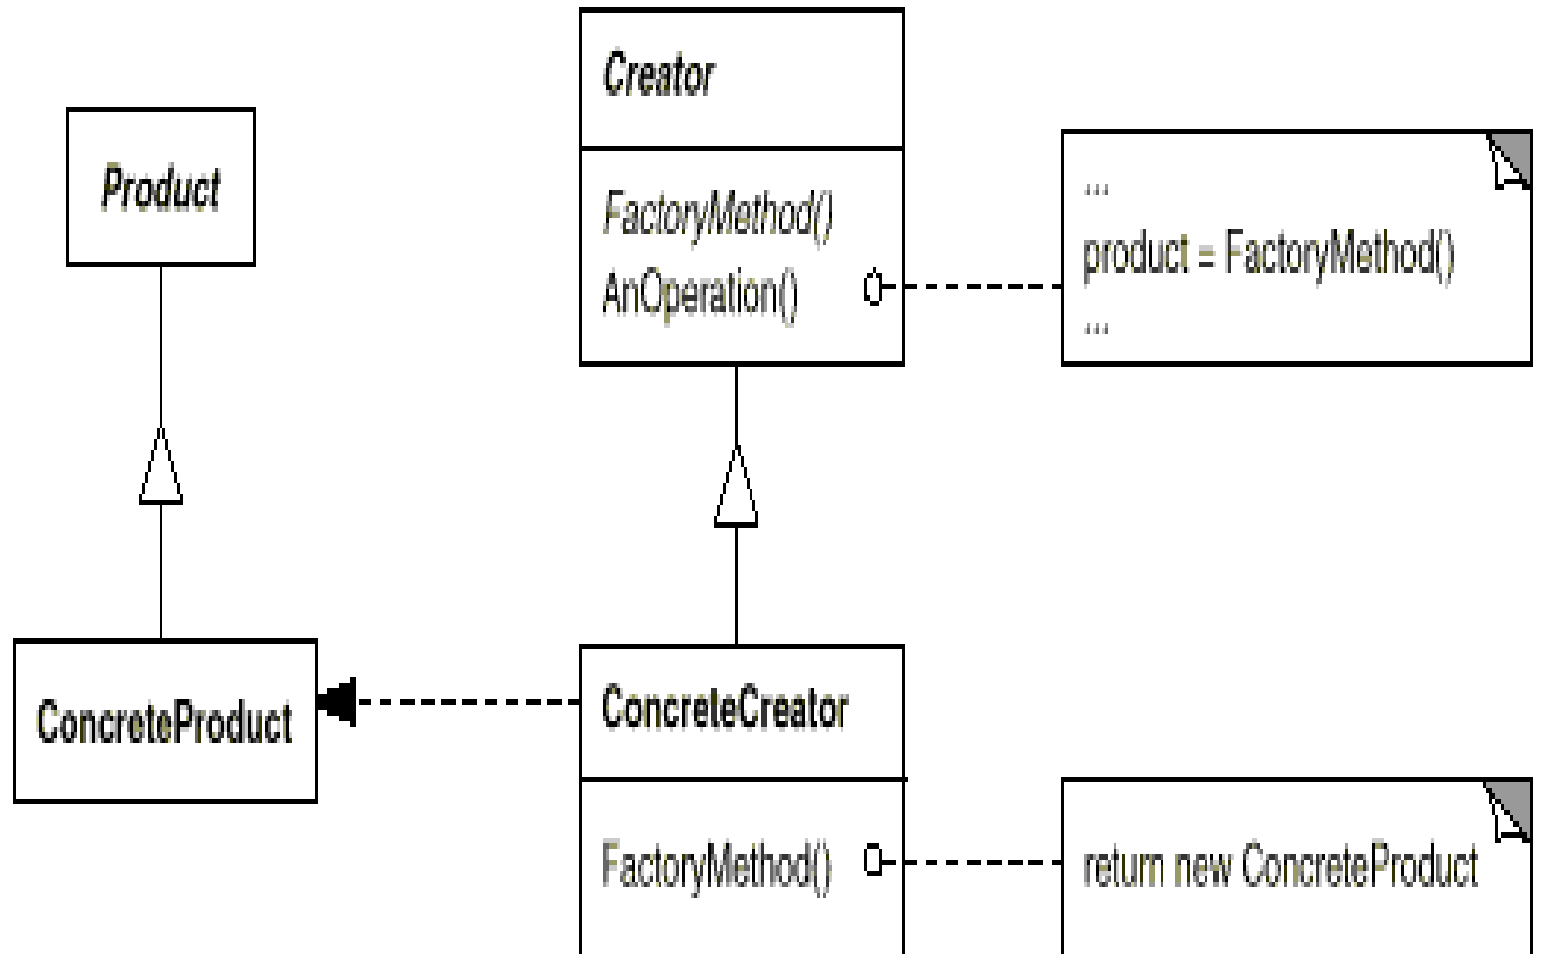 Creator
Product
FactoryMethod()
AnOperation()
...
product = FactoryMethod()
...
ConcreteProduct
ConcreteCreator
FactoryMethod()
return new ConcreteProduct